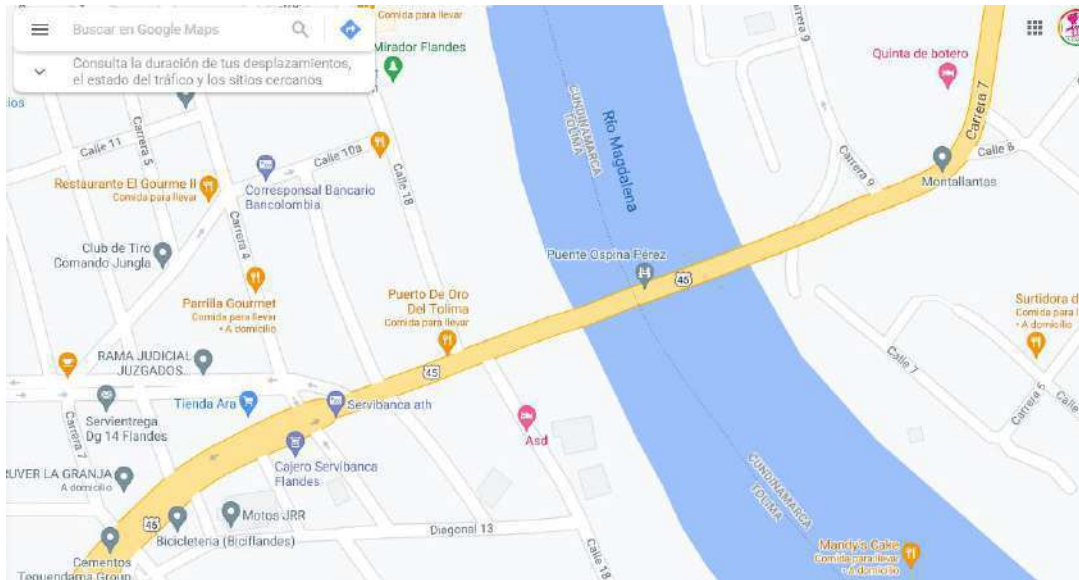 Buscar en Google Maps
Comida para llevar
Consulta la duración de tus desplazamientos,
el estado del tráfico y los sitios cercanos
Mirador Flandes
Quinta de botero
Carrera 7
Calle 8
Montallantas
Carrera 9
Carrera 9
CUNDINAMARCA
TOLIMA
Río Magdalena
Calle 11
Carrera 5
Calle 10a
Calle 18
Restaurante El Gourme II
Comida para llevar
Corresponsal Bancario
Bancolombia
Club de Tiro
Comando Jungla
Carrera 4
Parrilla Gourmet
Comida para llevar
• A domicilio
Puerto De Oro
Del Tolima
Comida para llevar
Puente Ospina Pérez
45
Surtidora d
Comida para l
• A domicilio
RAMA JUDICIAL
JUZGADOS...
45
Calle 7
Carrera 5
Calle
Tienda Ara
Servibanca ath
Servientrega
Dg 14 Flandes
Carrera 7
Asd
Cajero Servibanca
Flandes
RUVER LA GRANJA
A domicilio
CUNDINAMARCA
TOLIMA
45
Motos JRR
Bicicleteria (Biciflandes)
Diagonal 13
Calle 18
Cementos
Tequendama Group
Mandy's Cake
Comida para llevar
• A domicilio